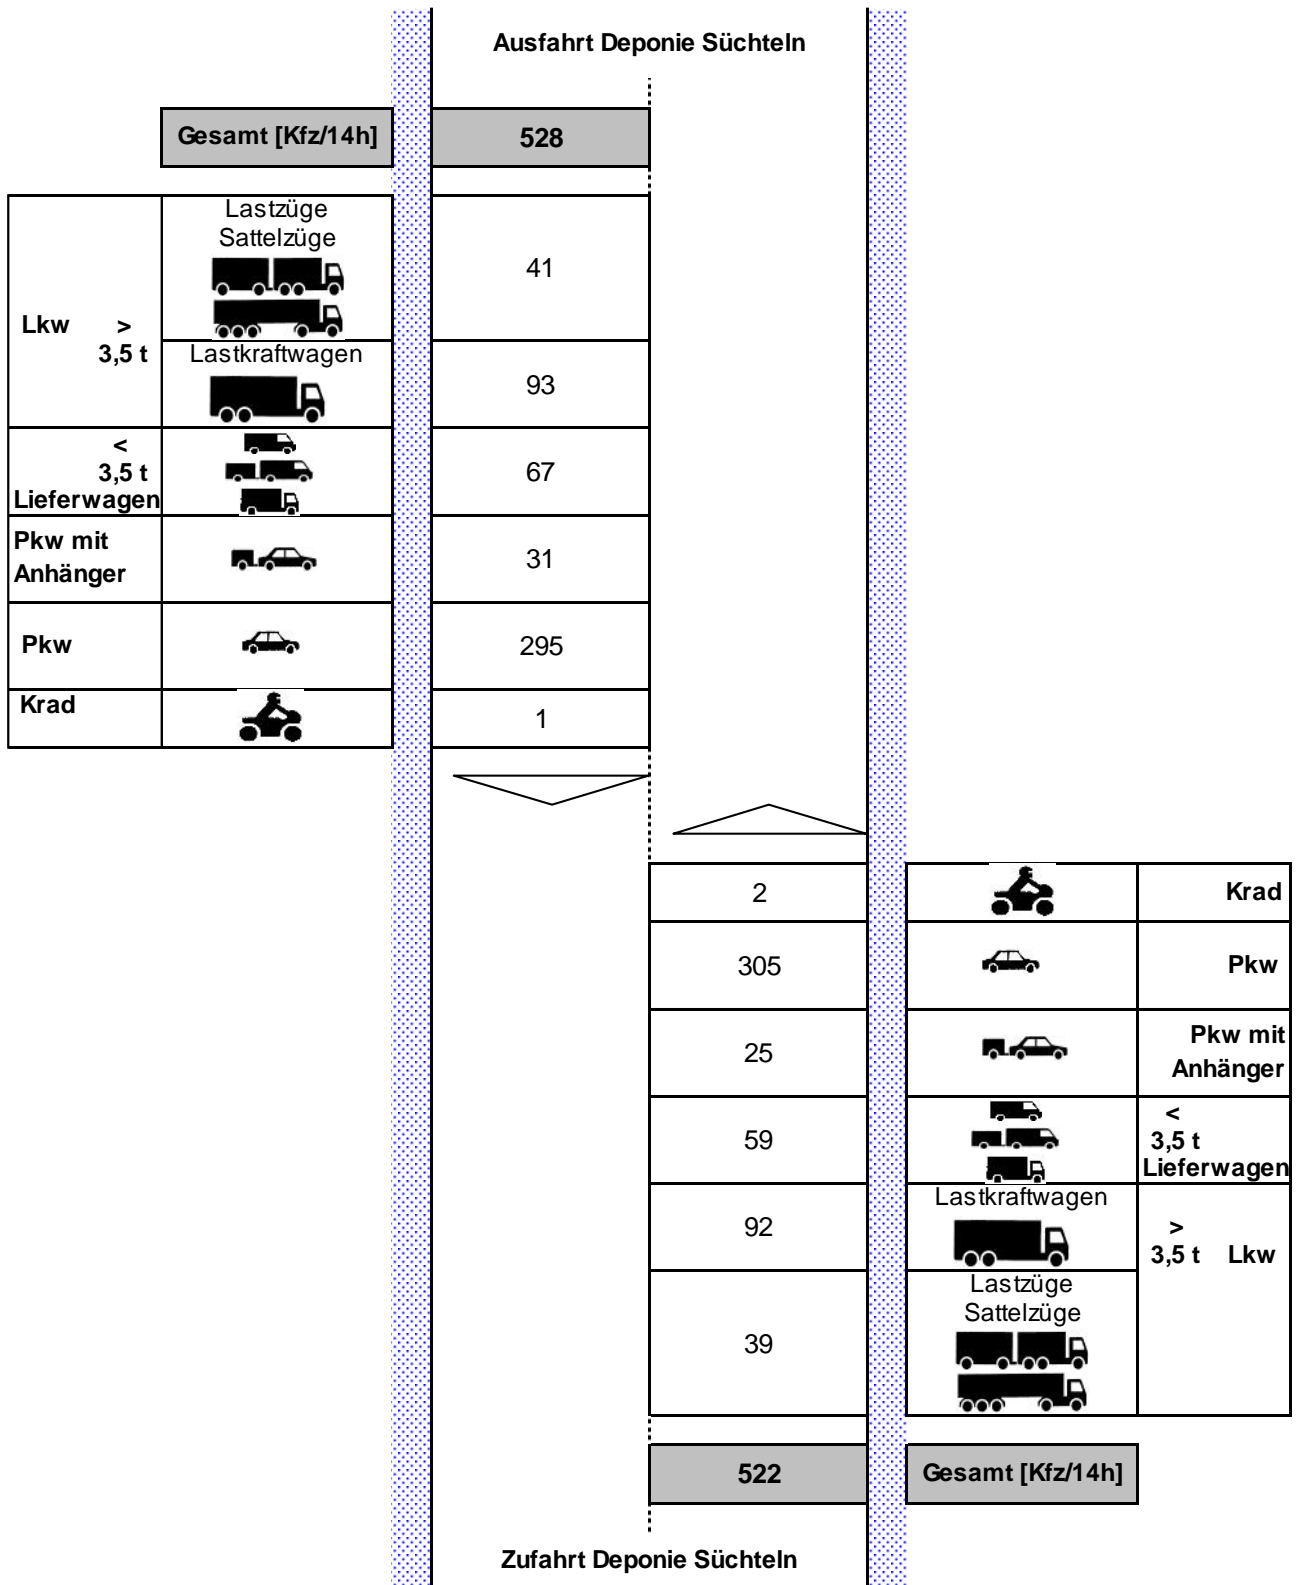 Ausfahrt Deponie Süchteln
Gesamt [Kfz/14h]
528
Lkw >
3,5 t
Lastzüge
Sattelzüge
41
Lastkraftwagen
93
<
3,5 t
Lieferwagen
67
Pkw mit
Anhänger
31
Pkw
295
Krad
1
2
Krad
305
Pkw
25
Pkw mit
Anhänger
59
<
3,5 t
Lieferwagen
92
Lastkraftwagen
>
3,5 t Lkw
39
Lastzüge
Sattelzüge
522
Gesamt [Kfz/14h]
Zufahrt Deponie Süchteln